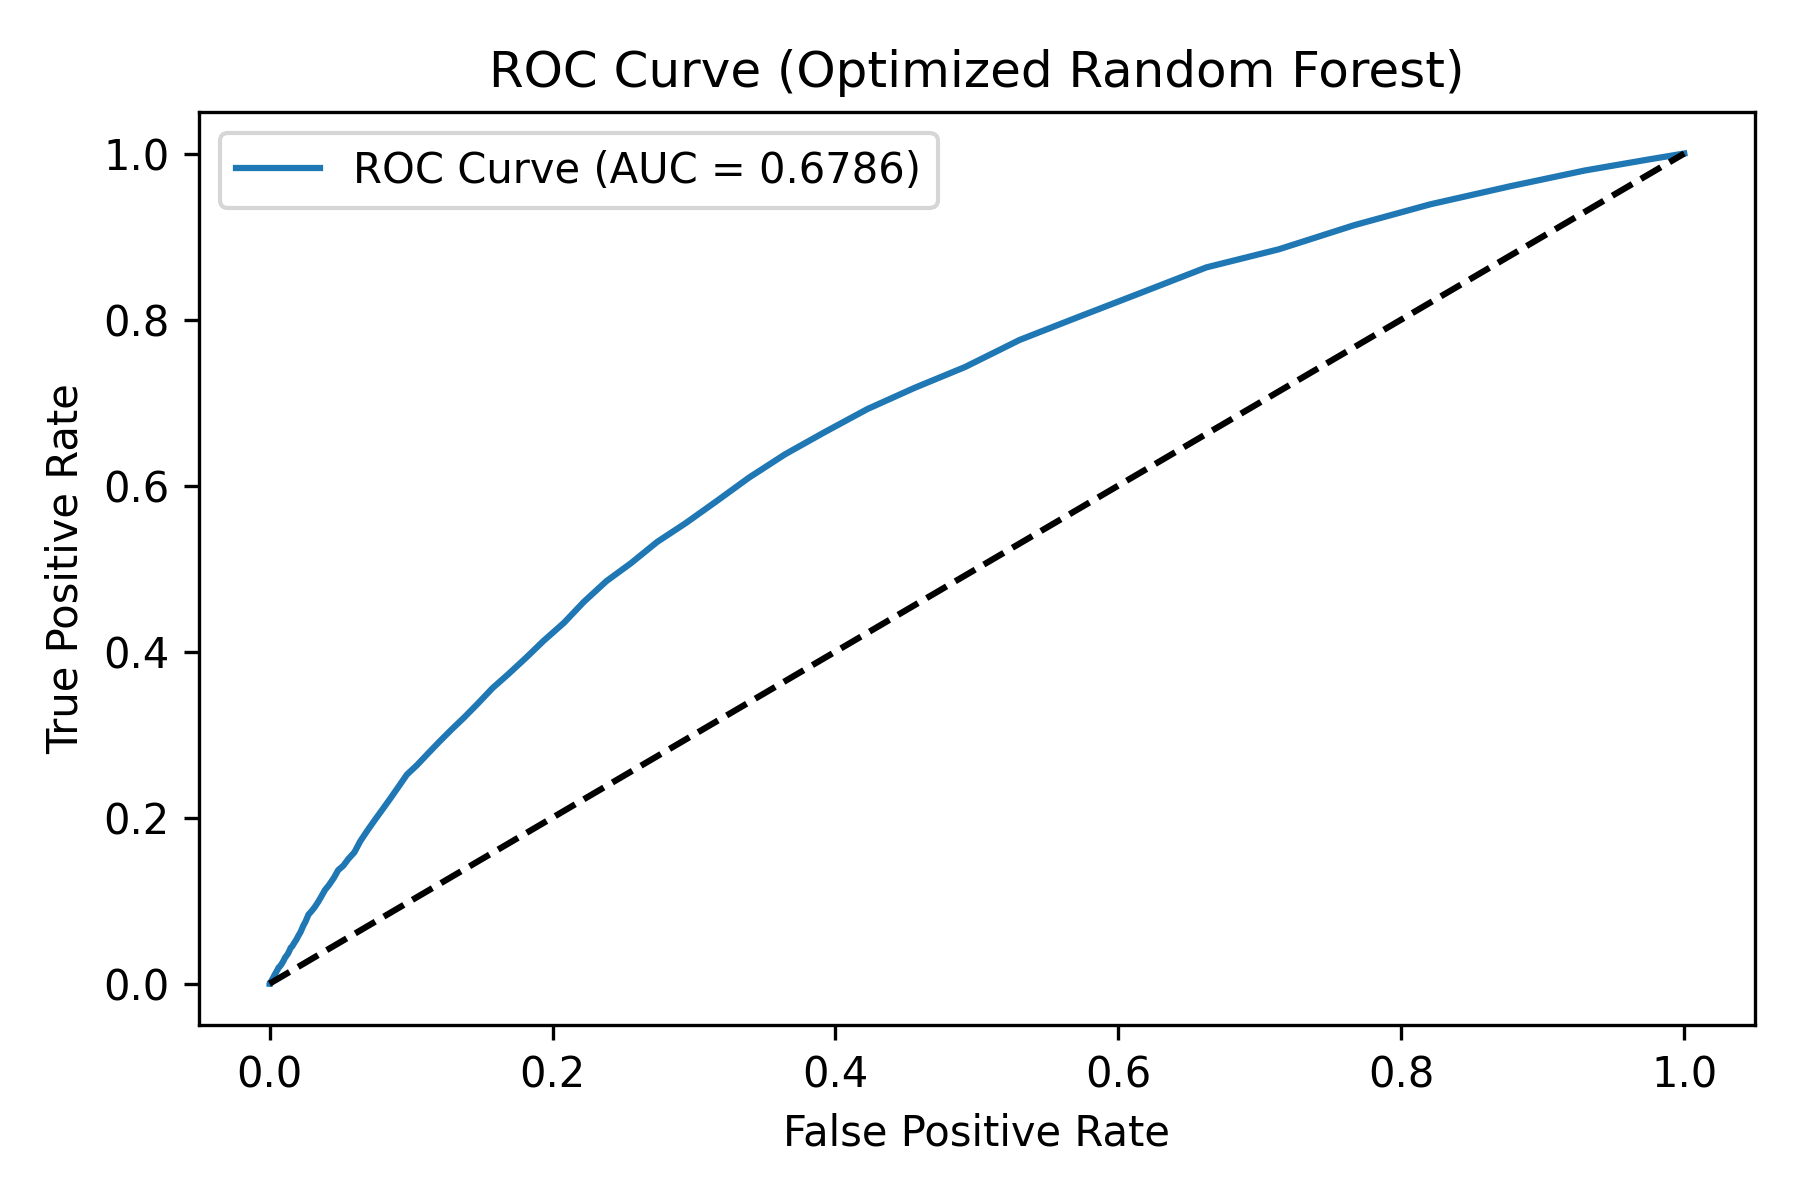 ROC Curve (Optimized Random Forest)
ROC Curve (AUC = 0.6786)
1.0
0.8
0.6
0.4
0.2
0.0
True Positive Rate
0.0 0.2 0.4 0.6 0.8 1.0
False Positive Rate